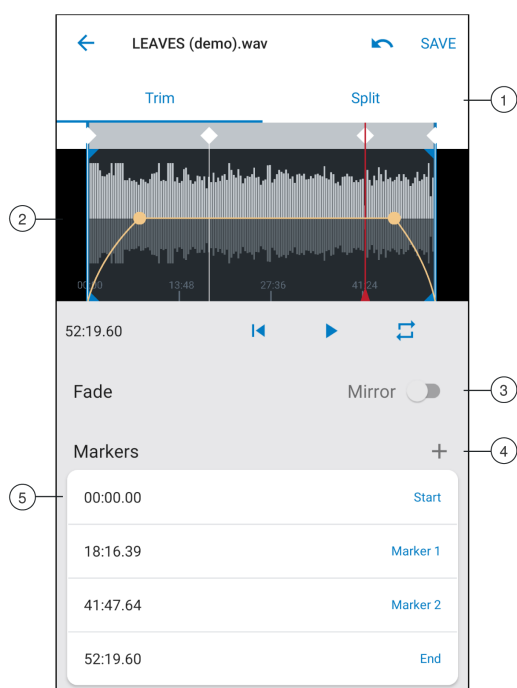 LEAVES (demo).wav SAVE
Trim Split
1
2
00:00 13:48 27:36 41:24
52:19.60
Fade Mirror
3
Markers
4
5
00:00.00 Start
18:16.39 Marker 1
41:47.64 Marker 2
52:19.60 End